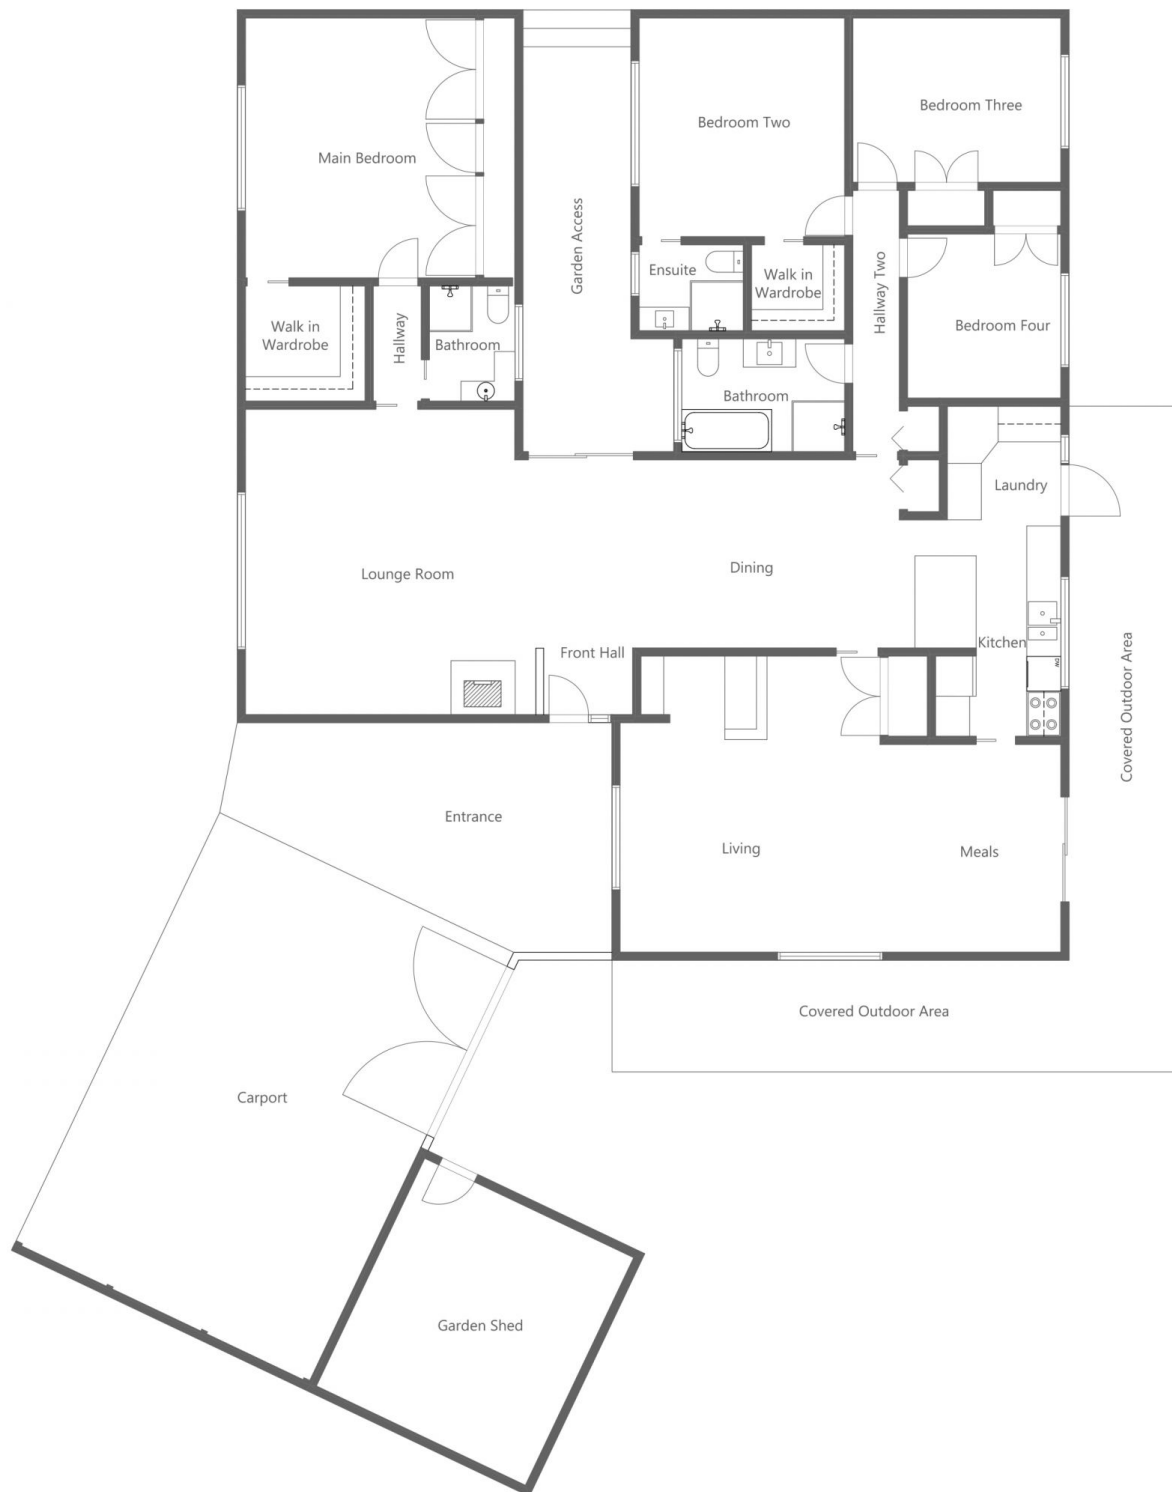 Bedroom Three
Bedroom Two
Main Bedroom
Garden Access
Ensuite
Walk in
Wardrobe
Hallway Two
Bedroom Four
Walk in
Wardrobe
Hallway
Bathroom
Bathroom
Laundry
Lounge Room
Dining
Front Hall
Kitchen
DW
Covered Outdoor Area
Entrance
Living
Meals
Covered Outdoor Area
Carport
Garden Shed